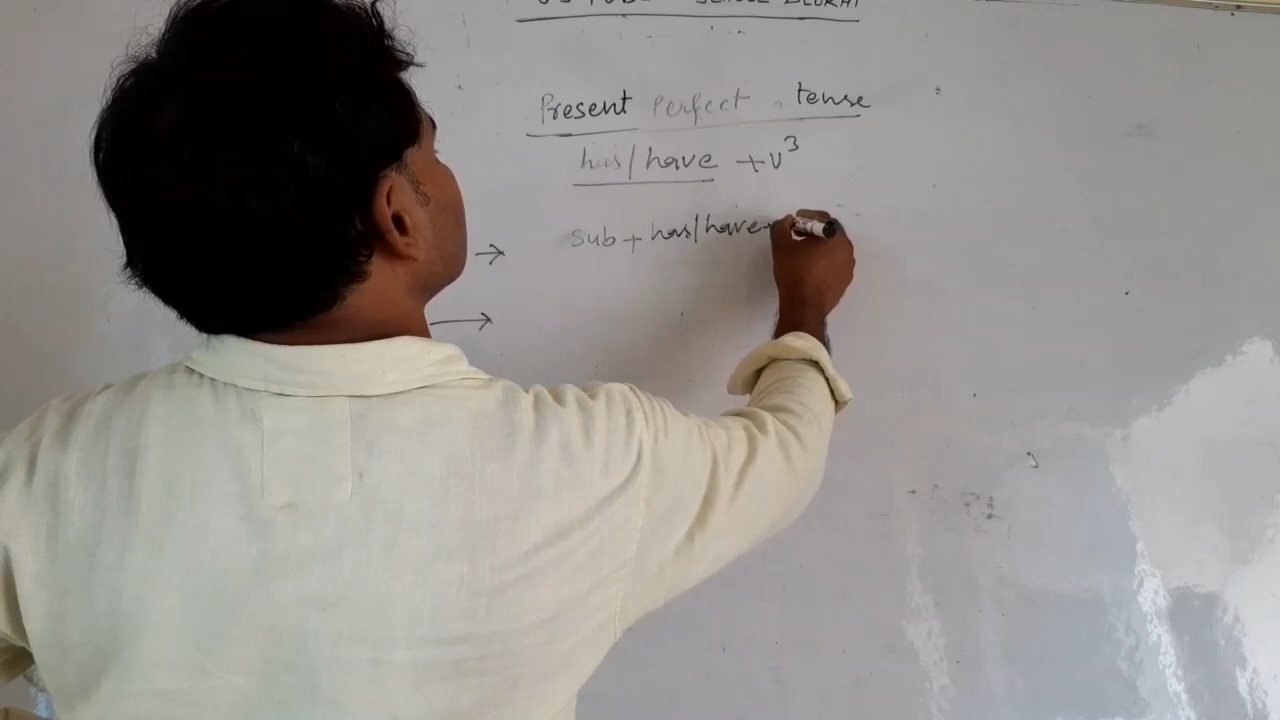 Present Perfect tense
has/have + v³
sub + has/have +
→
→